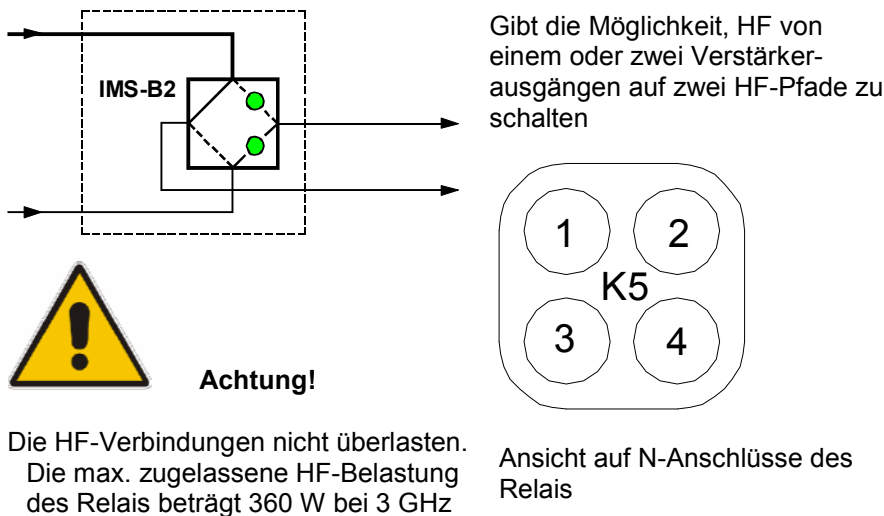 IMS-B2
Gibt die Möglichkeit, HF von
einem oder zwei Verstärker-
ausgängen auf zwei HF-Pfade zu
schalten
1
2
K5
3
4
Achtung!
Die HF-Verbindungen nicht überlasten.
Die max. zugelassene HF-Belastung
des Relais beträgt 360 W bei 3 GHz
Ansicht auf N-Anschlüsse des
Relais